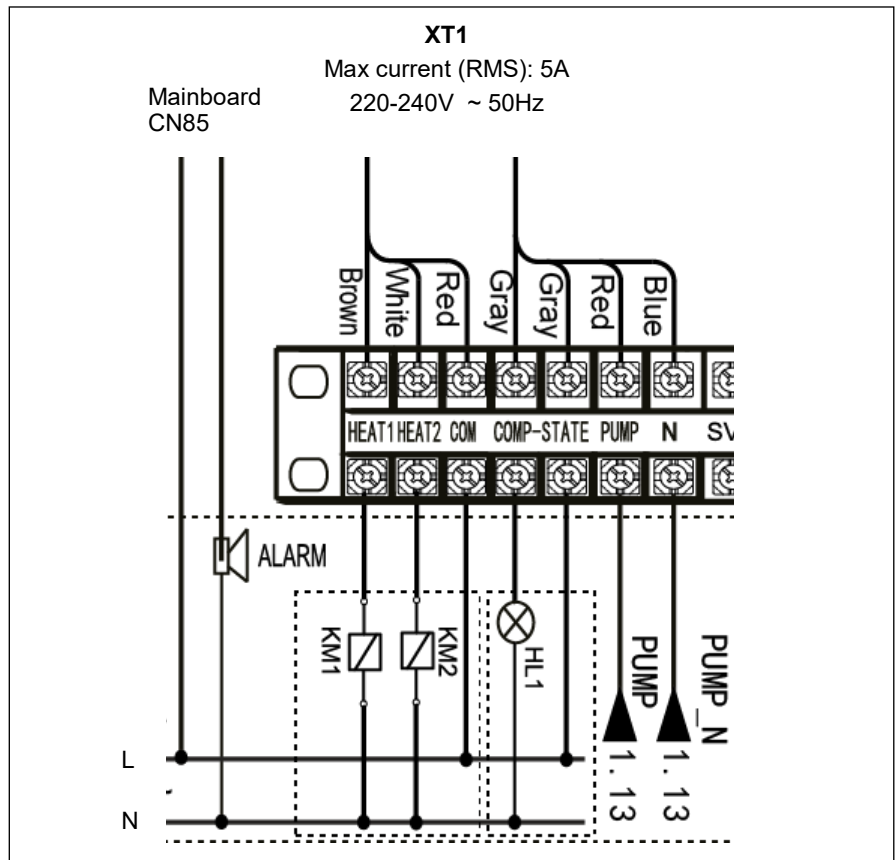 XT1
Max current (RMS): 5A
220-240V ~ 50Hz
Mainboard
CN85
Brown
White
Red
Gray
Gray
Red
Blue
HEAT1 HEAT2 COM COMP-STATE PUMP N SV
ALARM
KM1
KM2
HL1
PUMP
PUMP_N
1. 13
1. 13
L
N